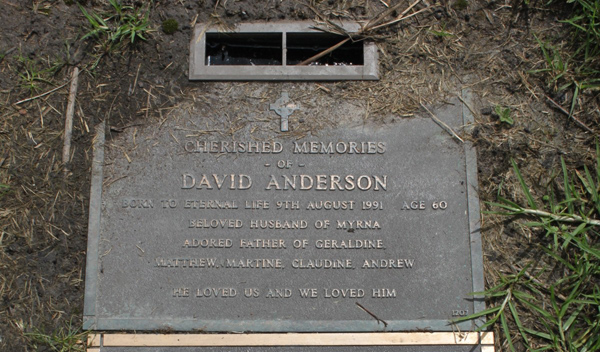 CHERISHED MEMORIES
- OF -
DAVID ANDERSON
BORN TO ETERNAL LIFE 9TH AUGUST 1991 AGE 60
BELOVED HUSBAND OF MYRNA
ADORED FATHER OF GERALDINE,
MATTHEW, MARTINE, CLAUDINE, ANDREW
HE LOVED US AND WE LOVED HIM